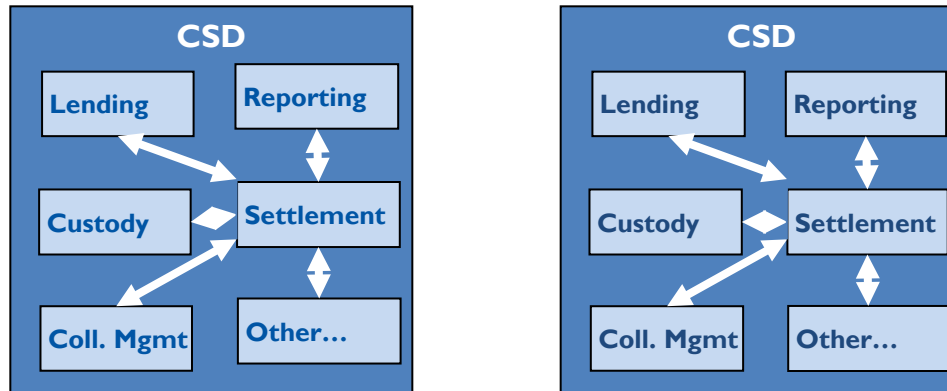 CSD
Lending
Reporting
Custody
Settlement
Coll. Mgmt
Other…
CSD
Lending
Reporting
Custody
Settlement
Coll. Mgmt
Other…